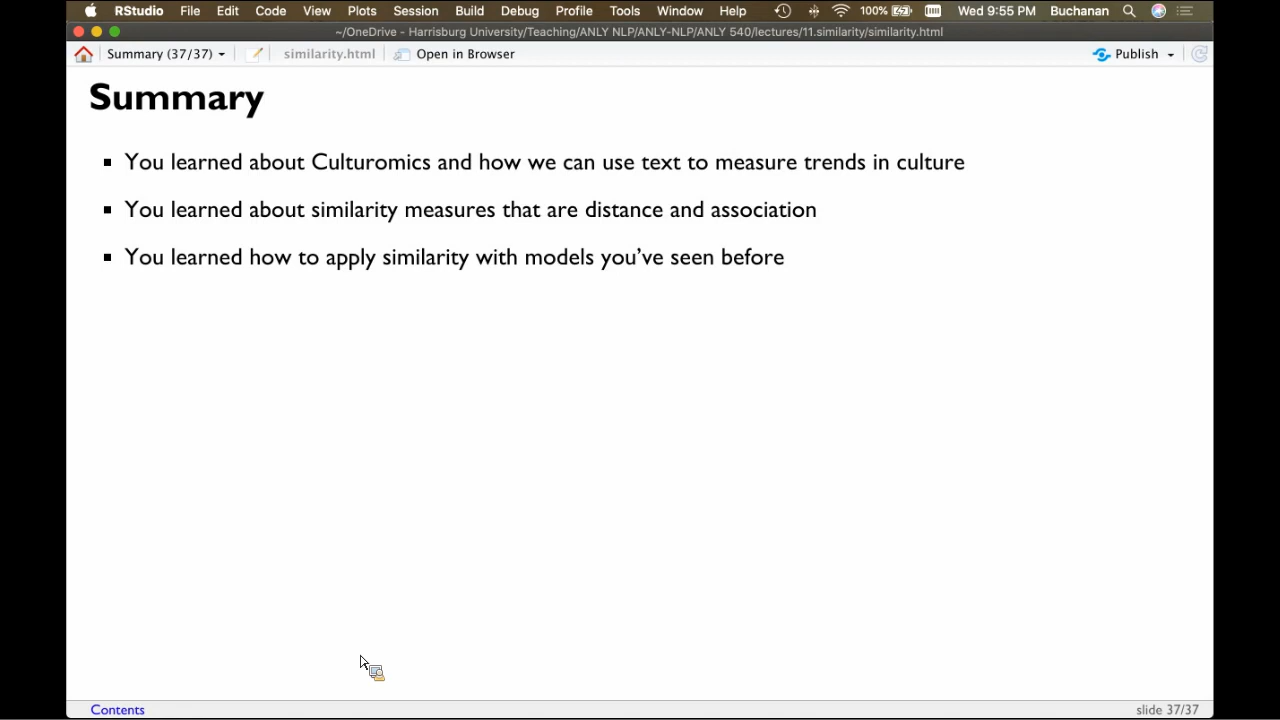 RStudio File Edit Code View Plots Session Build Debug Profile Tools Window Help 100% Wed 9:55 PM Buchanan
~/OneDrive - Harrisburg University/Teaching/ANLY NLP/ANLY-NLP/ANLY 540/lectures/11.similarity/similarity.html
Summary (37/37) similarity.html Open in Browser Publish
Summary
You learned about Culturomics and how we can use text to measure trends in culture
You learned about similarity measures that are distance and association
You learned how to apply similarity with models you’ve seen before
Contents slide 37/37